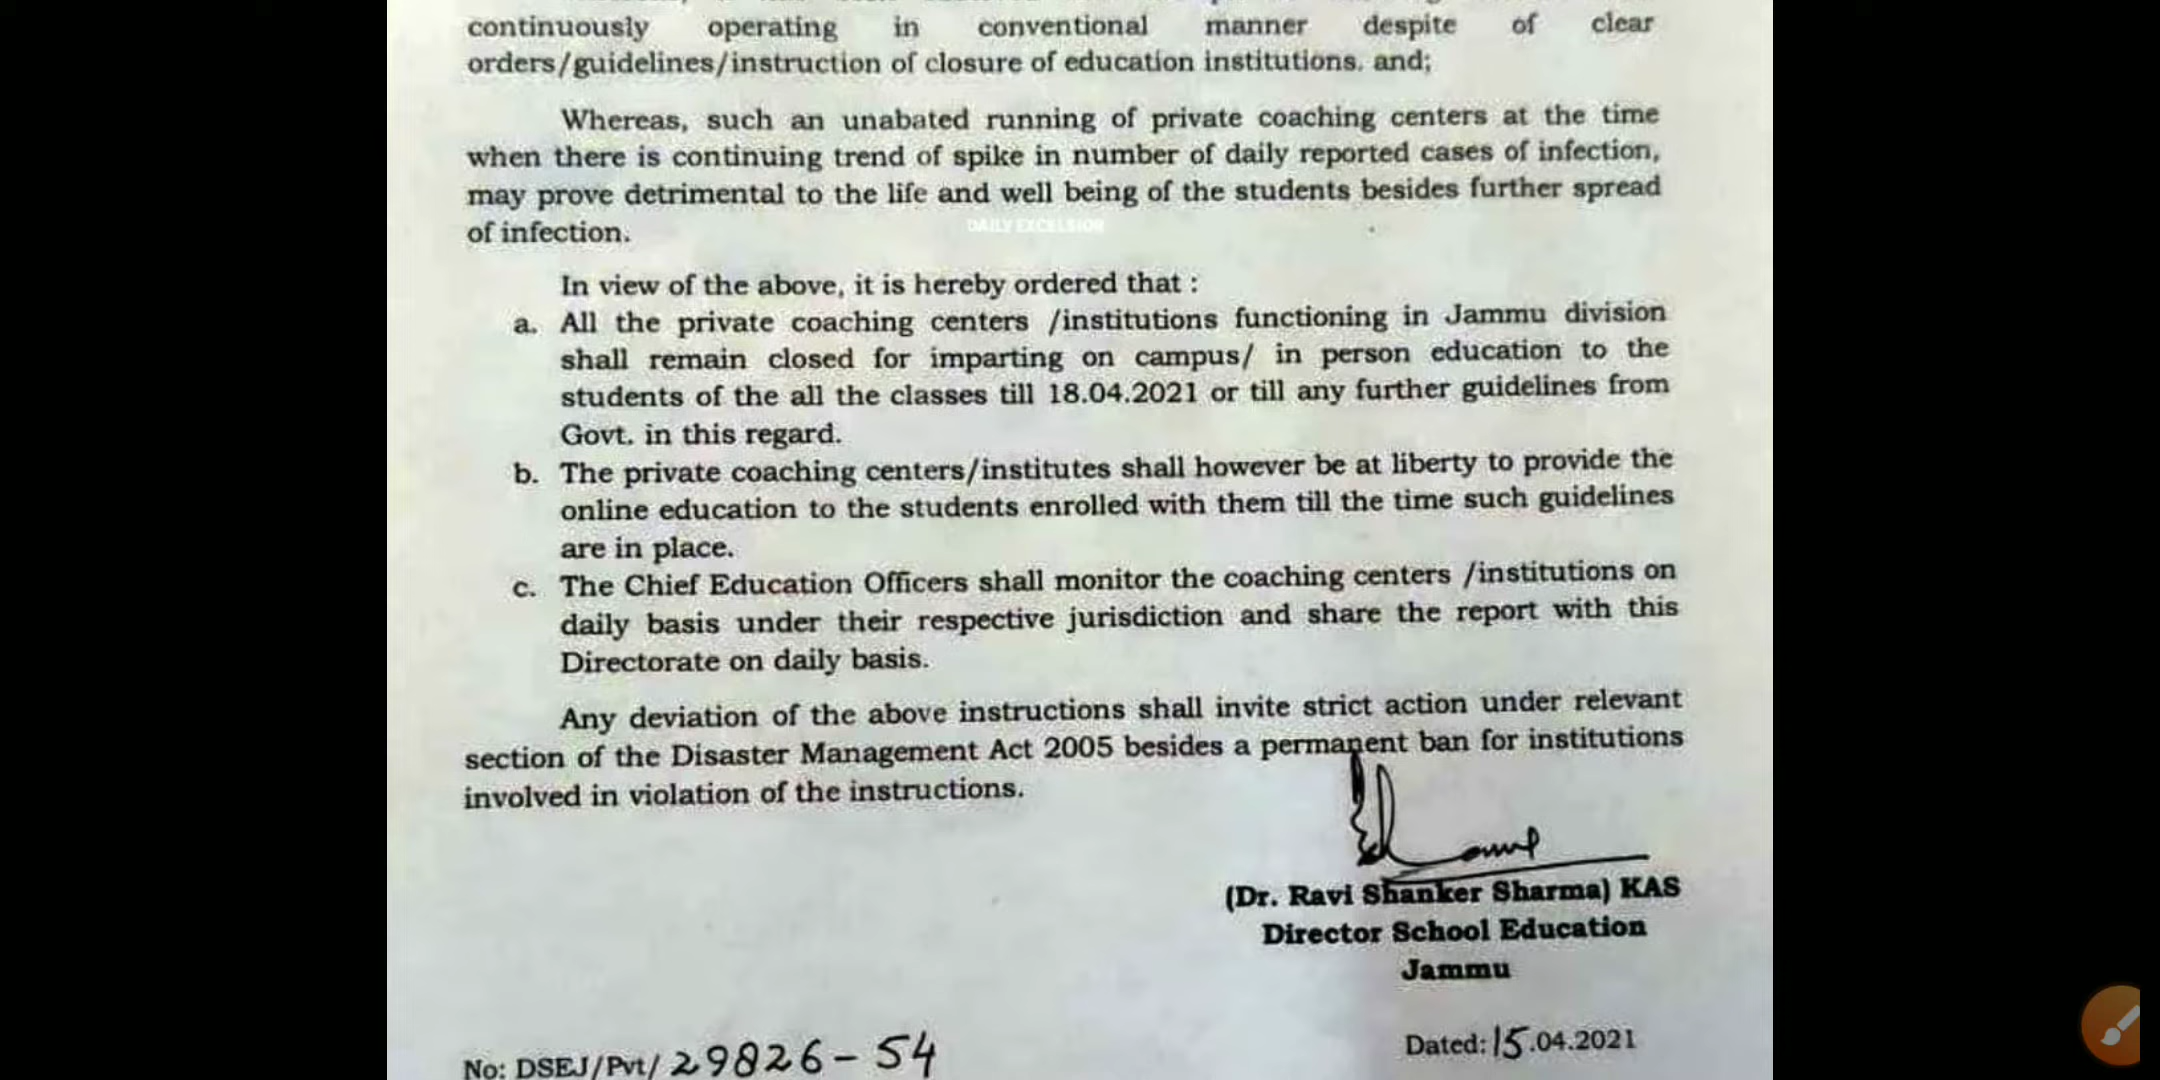 continuously operating in conventional manner despite of clear
orders/guidelines/instruction of closure of education institutions, and;
Whereas, such an unabated running of private coaching centers at the time
when there is continuing trend of spike in number of daily reported cases of infection,
may prove detrimental to the life and well being of the students besides further spread
of infection.
DAILY EXCELSIOR
In view of the above, it is hereby ordered that :
a. All the private coaching centers /institutions functioning in Jammu division
shall remain closed for imparting on campus/ in person education to the
students of the all the classes till 18.04.2021 or till any further guidelines from
Govt. in this regard.
b. The private coaching centers/institutes shall however be at liberty to provide the
online education to the students enrolled with them till the time such guidelines
are in place.
c. The Chief Education Officers shall monitor the coaching centers /institutions on
daily basis under their respective jurisdiction and share the report with this
Directorate on daily basis.
Any deviation of the above instructions shall invite strict action under relevant
section of the Disaster Management Act 2005 besides a permanent ban for institutions
involved in violation of the instructions.
(Dr. Ravi Shanker Sharma) KAS
Director School Education
Jammu
No: DSEJ/Pvt/ 29826-54
Dated: 15.04.2021